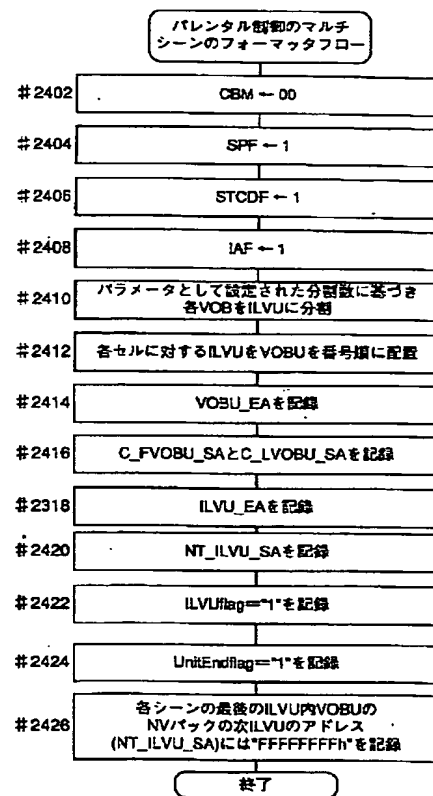 パレンタル制御のマルチ
シーンのフォーマッタフロー
#2402
CBM ← 00
#2404
SPF ← 1
#2406
STCDF ← 1
#2408
IAF ← 1
#2410
パラメータとして設定された分割数に基づき
各VOBをILVUに分割
#2412
各セルに対するILVUをVOBUを番号順に配置
#2414
VOBU_EAを記録
#2416
C_FVOBU_SAとC_LVOBU_SAを記録
#2318
ILVU_EAを記録
#2420
NT_ILVU_SAを記録
#2422
ILVUflag=="1"を記録
#2424
UnitEndflag=="1"を記録
#2426
各シーンの最後のILVU内VOBUの
NVパックの次ILVUのアドレス
(NT_ILVU_SA)には"FFFFFFFFh"を記録
終了